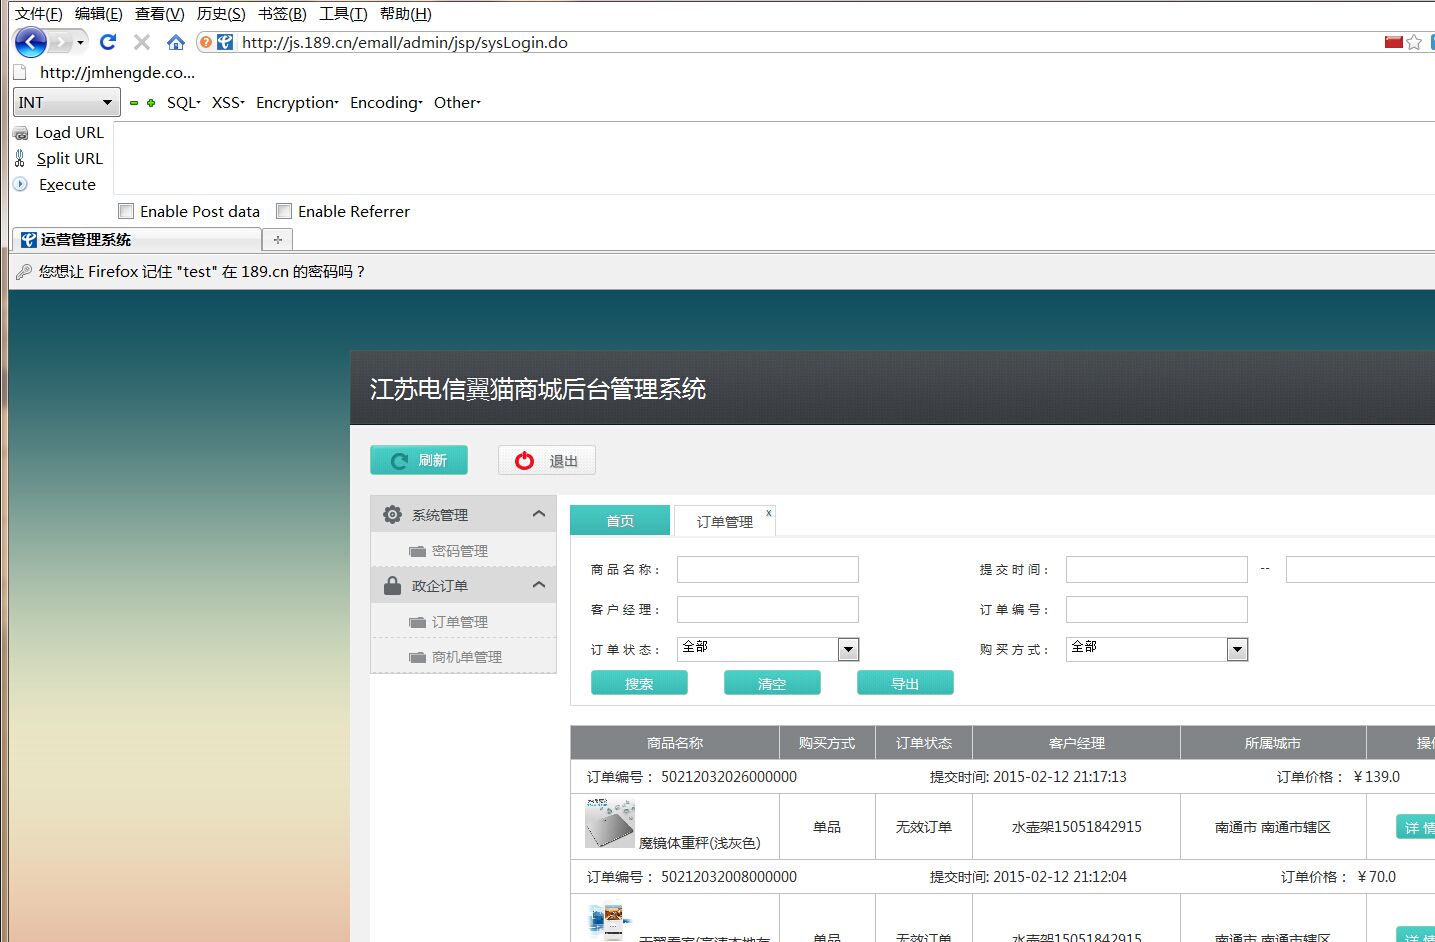 文件(F) 编辑(E) 查看(V) 历史(S) 书签(B) 工具(T) 帮助(H)
http://js.189.cn/emall/admin/jsp/sysLogin.do
http://jmhengde.co...
INT SQL XSS Encryption Encoding Other
Load URL
Split URL
Execute
Enable Post data Enable Referrer
运营管理系统
您想让 Firefox 记住 "test" 在 189.cn 的密码吗？
江苏电信翼猫商城后台管理系统
刷新 退出
系统管理
密码管理
政企订单
订单管理
商机单管理
首页 订单管理 x
商品名称： 提交时间： --
客户经理： 订单编号：
订单状态： 全部 购买方式： 全部
搜索 清空 导出
商品名称 购买方式 订单状态 客户经理 所属城市
订单编号： 50212032026000000 提交时间: 2015-02-12 21:17:13 订单价格： ￥139.0
魔镜体重秤(浅灰色) 单品 无效订单 水壶架15051842915 南通市 南通市辖区 详情
订单编号： 50212032008000000 提交时间: 2015-02-12 21:12:04 订单价格： ￥70.0
单品 无效订单 水壶架15051842915 南通市 南通市辖区 详情